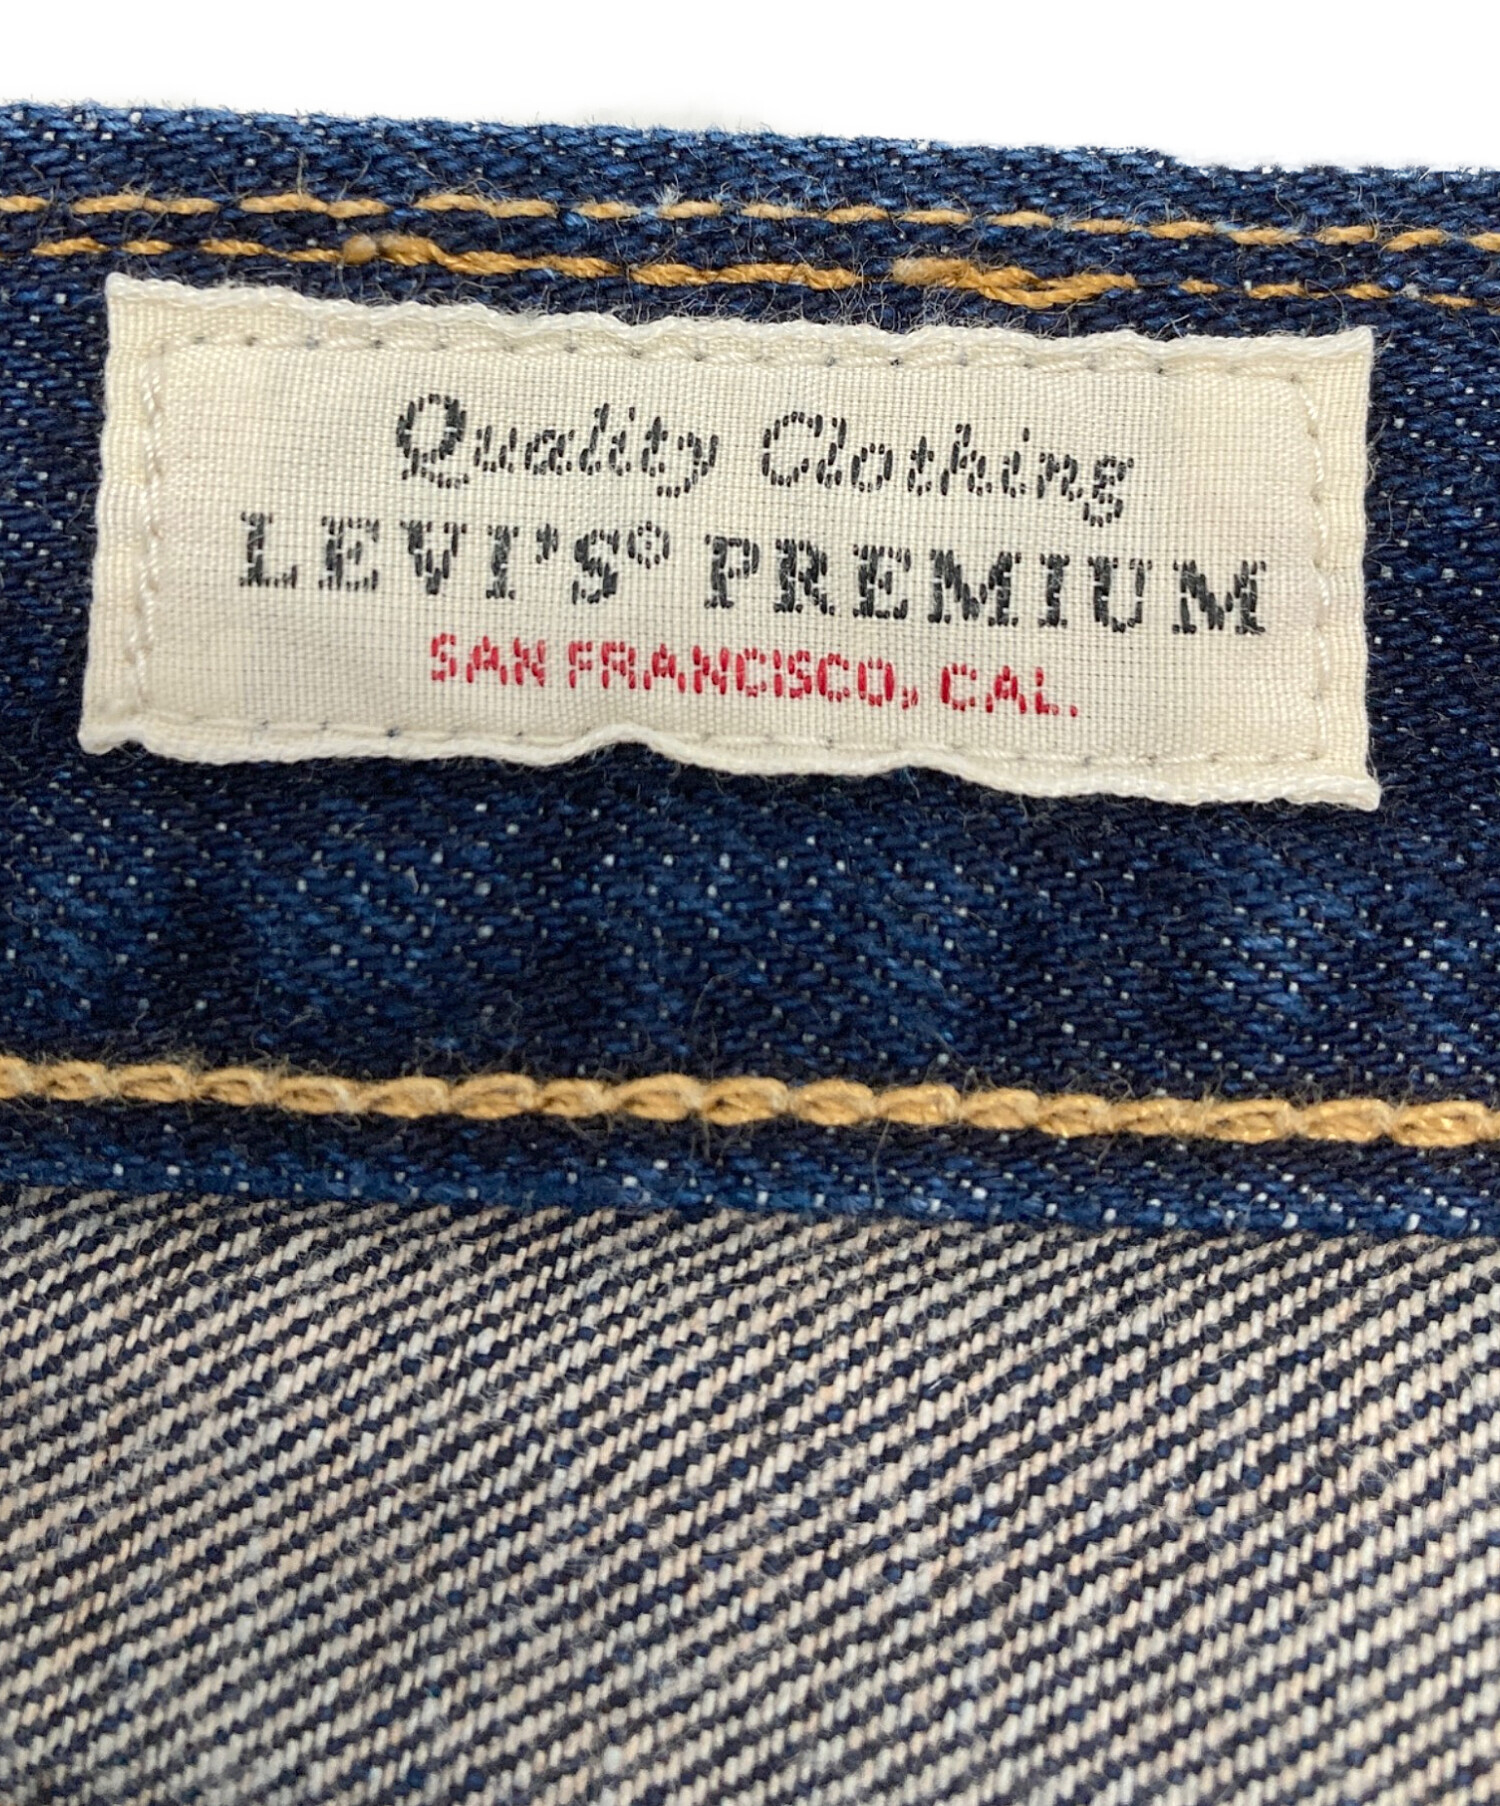 Quality Clothing
LEVI'S® PREMIUM
SAN FRANCISCO, CAL.